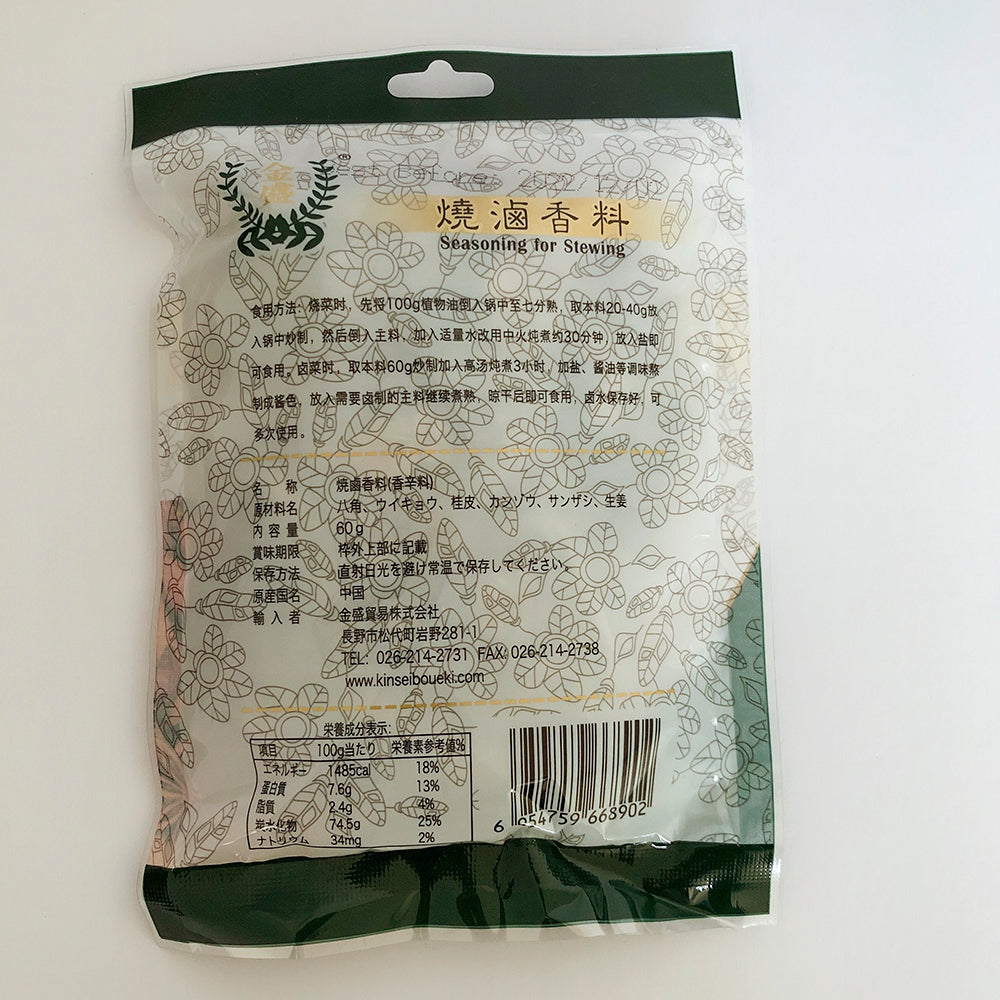 金盛
®
Best Before: 2022/12/01
燒滷香料
Seasoning for Stewing
食用方法：烧菜时，先将100g植物油倒入锅中至七分熟，取本料20-40g放
入锅中炒制，然后倒入主料，加入适量水改用中火炖煮约30分钟，放入盐即
可食用。卤菜时，取本料60g炒制加入高汤炖煮3小时，加盐、酱油等调味熬
制成酱色，放入需要卤制的主料继续煮熟，晾干后即可食用，卤水保存好，可
多次使用。
名　称 焼鹵香料(香辛料)
原材料名 八角、ウイキョウ、桂皮、カンゾウ、サンザシ、生姜
内容量 60g
賞味期限 枠外上部に記載
保存方法 直射日光を避け常温で保存してください。
原産国名 中国
輸入者 金盛貿易株式会社
長野市松代町岩野281-1
TEL: 026-214-2731 FAX: 026-214-2738
www.kinseiboueki.com
栄養成分表示:
項目 100g当たり 栄養素参考値%
エネルギー 1485cal 18%
蛋白質 7.6g 13%
脂質 2.4g 4%
炭水化物 74.5g 25%
ナトリウム 34mg 2%
6 954759 668902